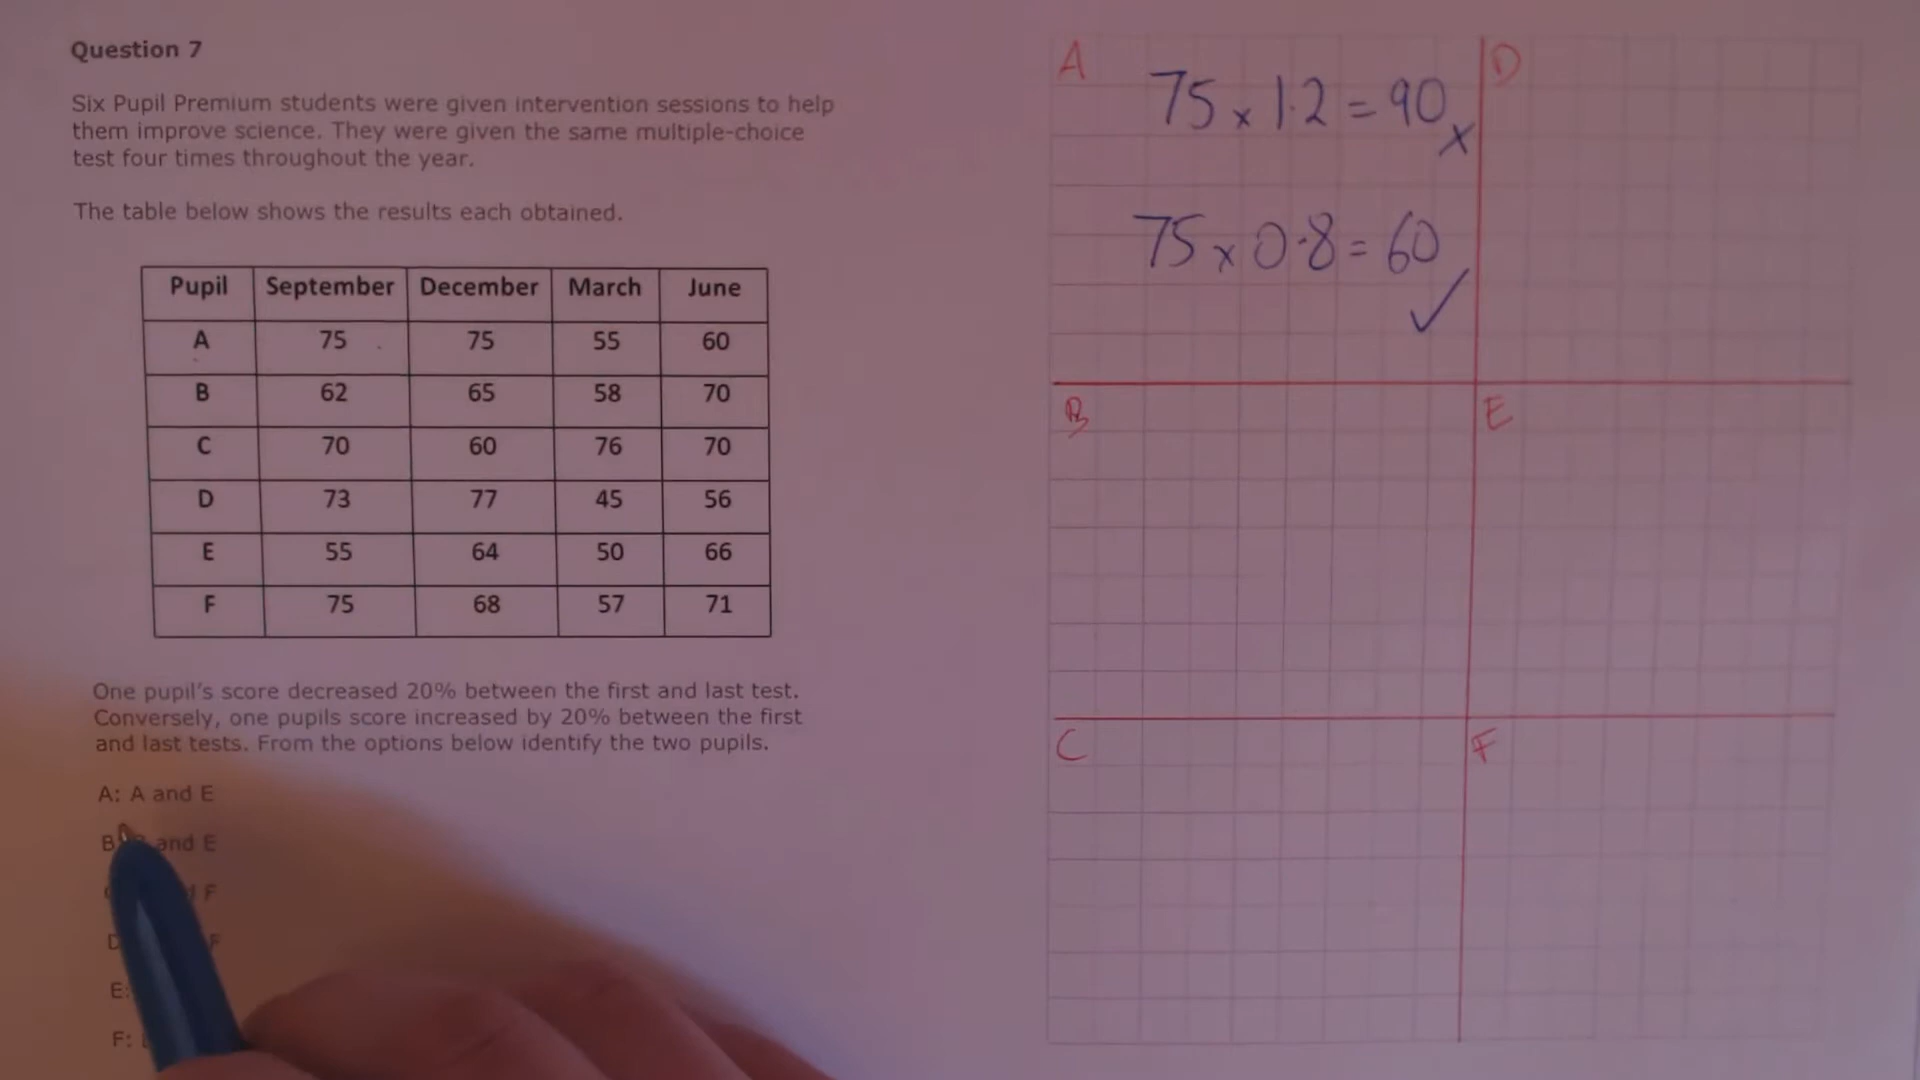 Question 7
Six Pupil Premium students were given intervention sessions to help
them improve science. They were given the same multiple-choice
test four times throughout the year.
The table below shows the results each obtained.
Pupil September December March June
A 75 75 55 60
B 62 65 58 70
C 70 60 76 70
D 73 77 45 56
E 55 64 50 66
F 75 68 57 71
One pupil's score decreased 20% between the first and last test.
Conversely, one pupils score increased by 20% between the first
and last tests. From the options below identify the two pupils.
A: A and E
B and E
F
D F
E:
F:
A
75 x 1.2 = 90 x
75 x 0.8 = 60 ✓
B
C
D
E
F